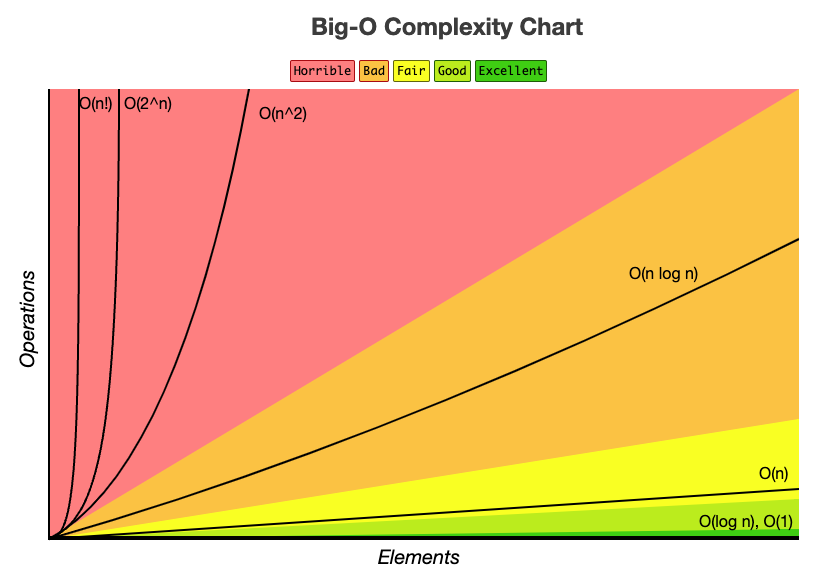 Big-O Complexity Chart
Horrible Bad Fair Good Excellent
O(n!) O(2^n)
O(n^2)
O(n log n)
O(n)
O(log n), O(1)
Operations
Elements